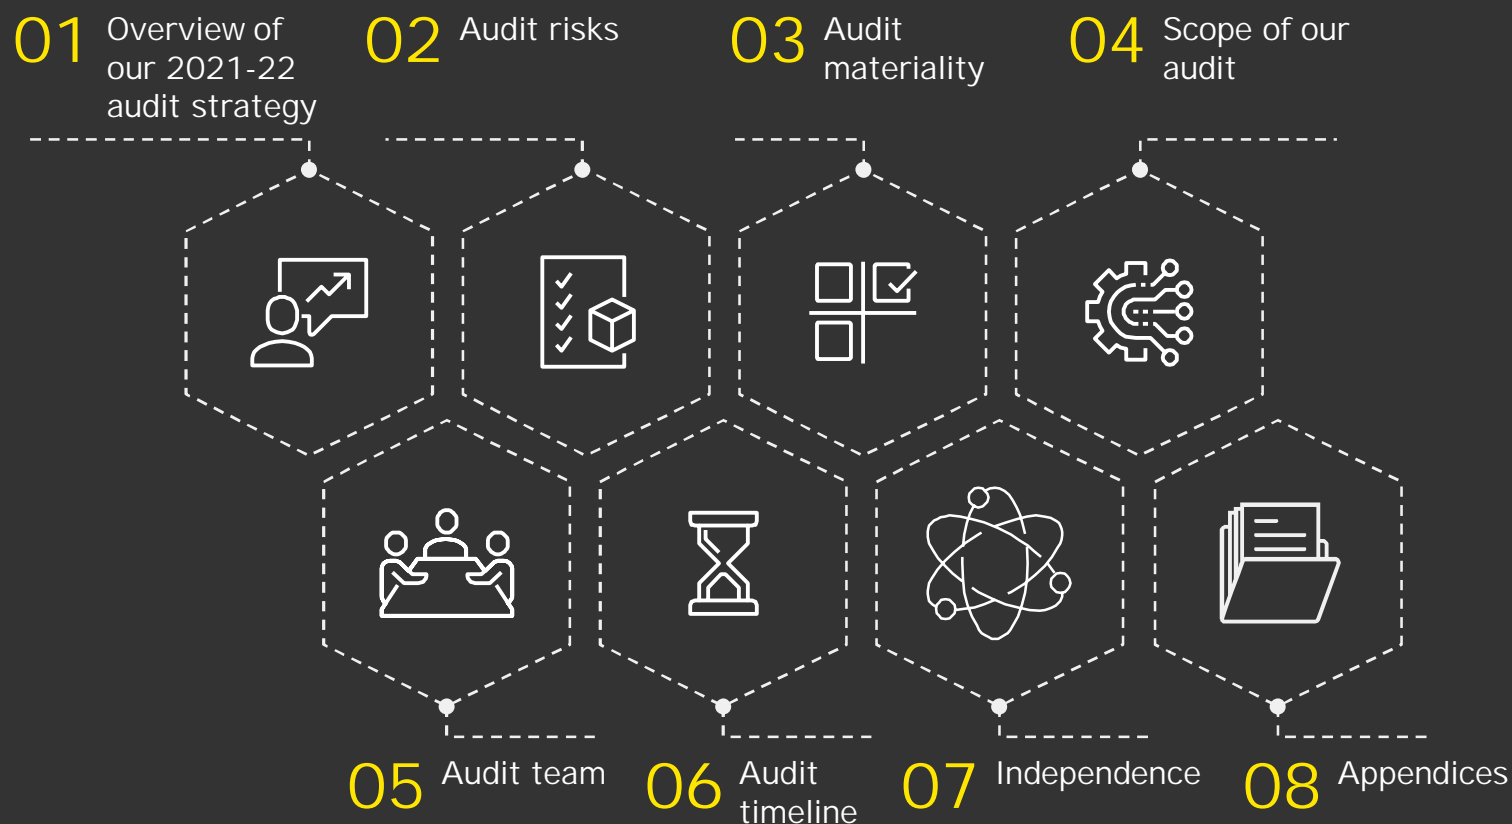 01 Overview of
our 2021-22
audit strategy
02 Audit risks
03 Audit
materiality
04 Scope of our
audit
05 Audit team
06 Audit
timeline
07 Independence
08 Appendices